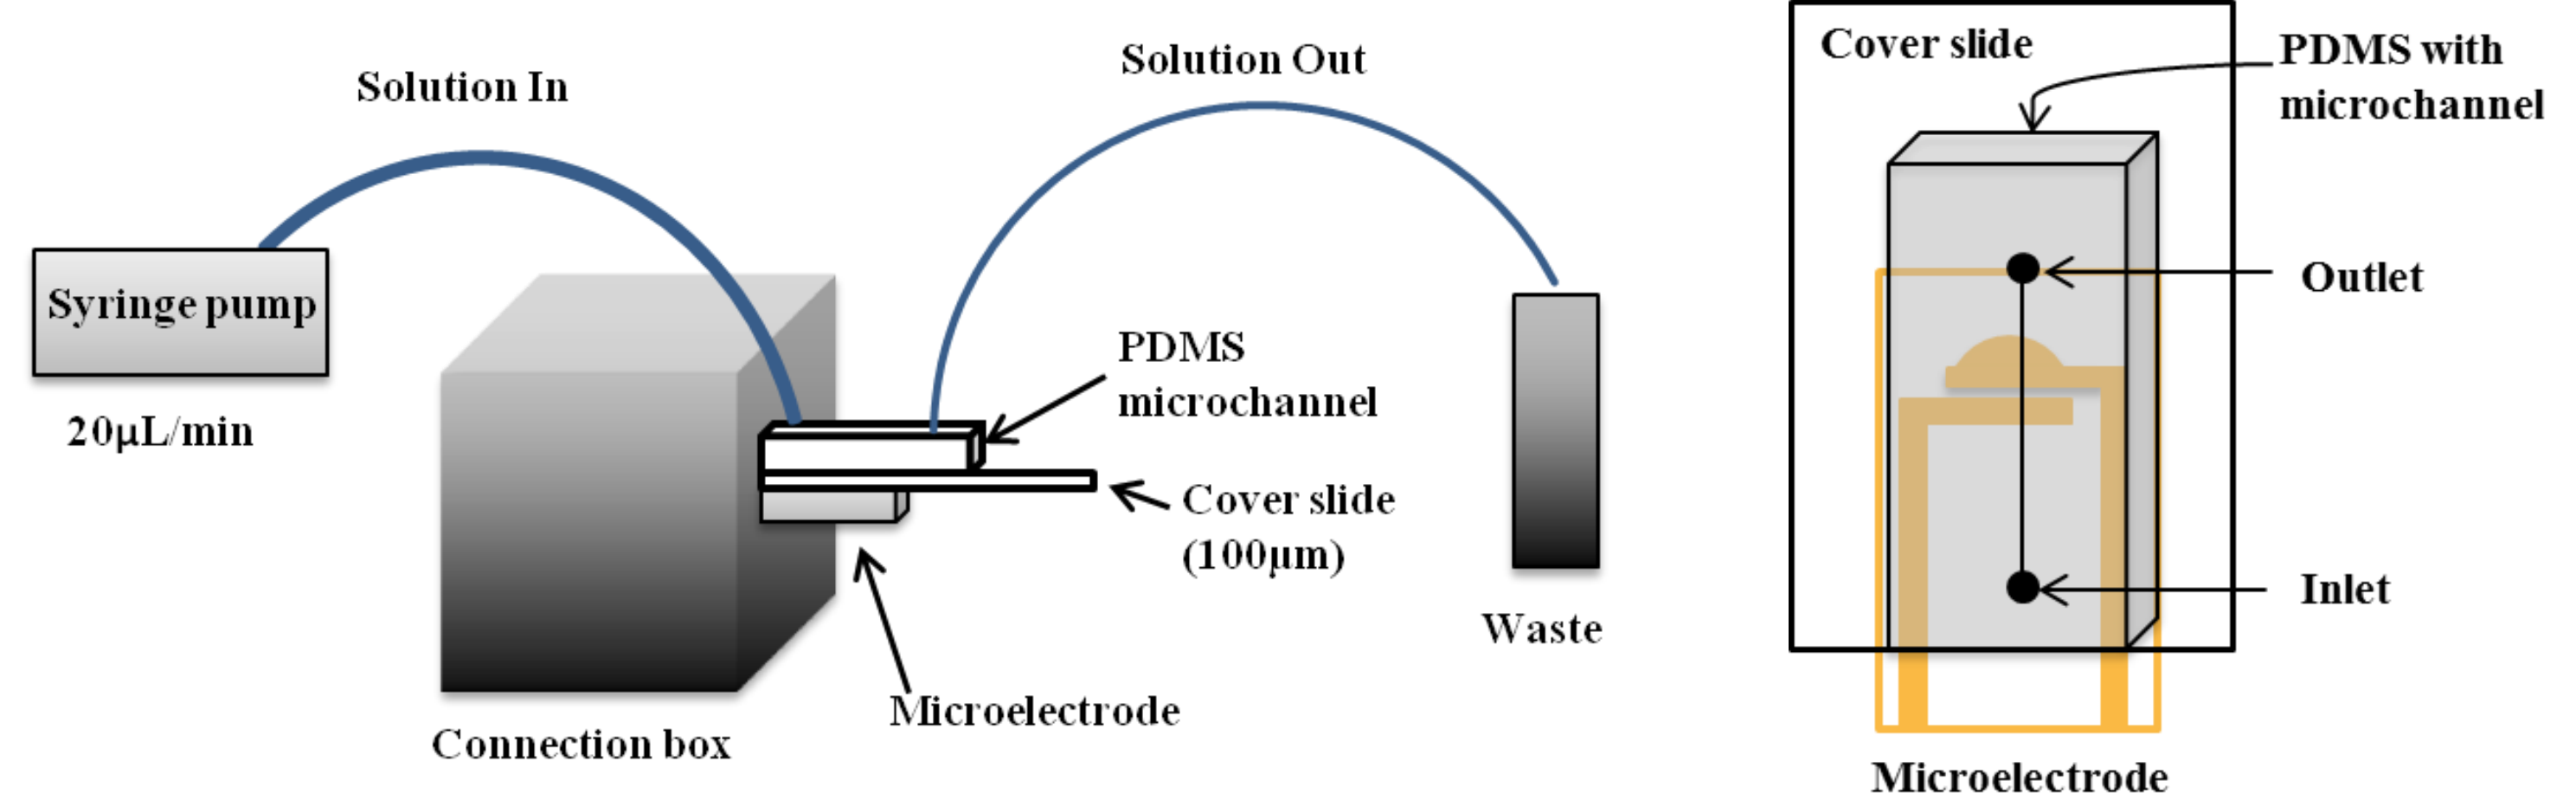 Solution In
Solution Out
Syringe pump
20μL/min
PDMS
microchannel
Cover slide
(100μm)
Waste
Microelectrode
Connection box
Cover slide
PDMS with
microchannel
Outlet
Inlet
Microelectrode